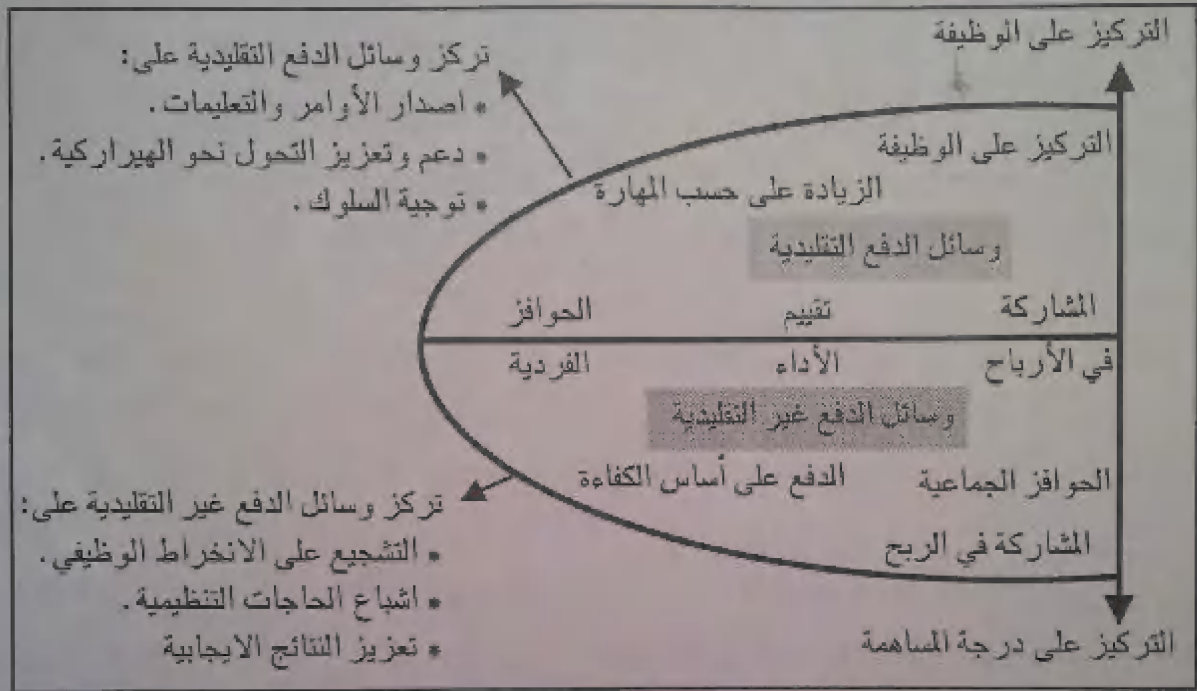 التركيز على الوظيفة
تركز وسائل الدفع التقليدية على:
* اصدار الأوامر والتعليمات.
* دعم وتعزيز التحول نحو الهيراركية.
* توجية السلوك.
التركيز على الوظيفة
الزيادة على حسب المهارة
وسائل الدفع التقليدية
المشاركة تقييم الحوافز
في الأرباح الأداء الفردية
وسائل الدفع غير التقليدية
الحوافز الجماعية الدفع على أساس الكفاءة
المشاركة في الربح
تركز وسائل الدفع غير التقليدية على:
* التشجيع على الانخراط الوظيفي.
* اشباع الحاجات التنظيمية.
* تعزيز النتائج الايجابية
التركيز على درجة المساهمة